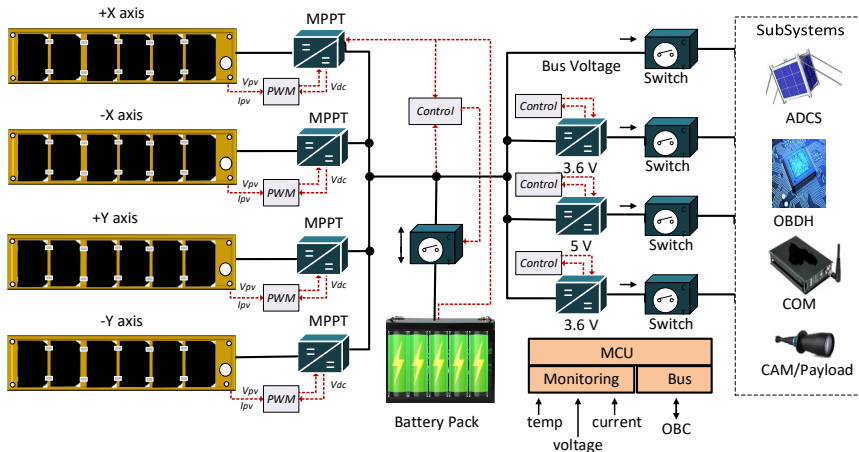 +X axis
MPPT
Vpv
Ipv
PWM
Vdc
-X axis
MPPT
Vpv
Ipv
PWM
Vdc
+Y axis
MPPT
Vpv
Ipv
PWM
Vdc
-Y axis
MPPT
Vpv
Ipv
PWM
Vdc
Control
Battery Pack
Bus Voltage
Switch
Control
3.6 V
Switch
Control
5 V
Switch
Control
3.6 V
Switch
MCU
Monitoring
Bus
temp
voltage
current
OBC
SubSystems
ADCS
OBDH
COM
CAM/Payload